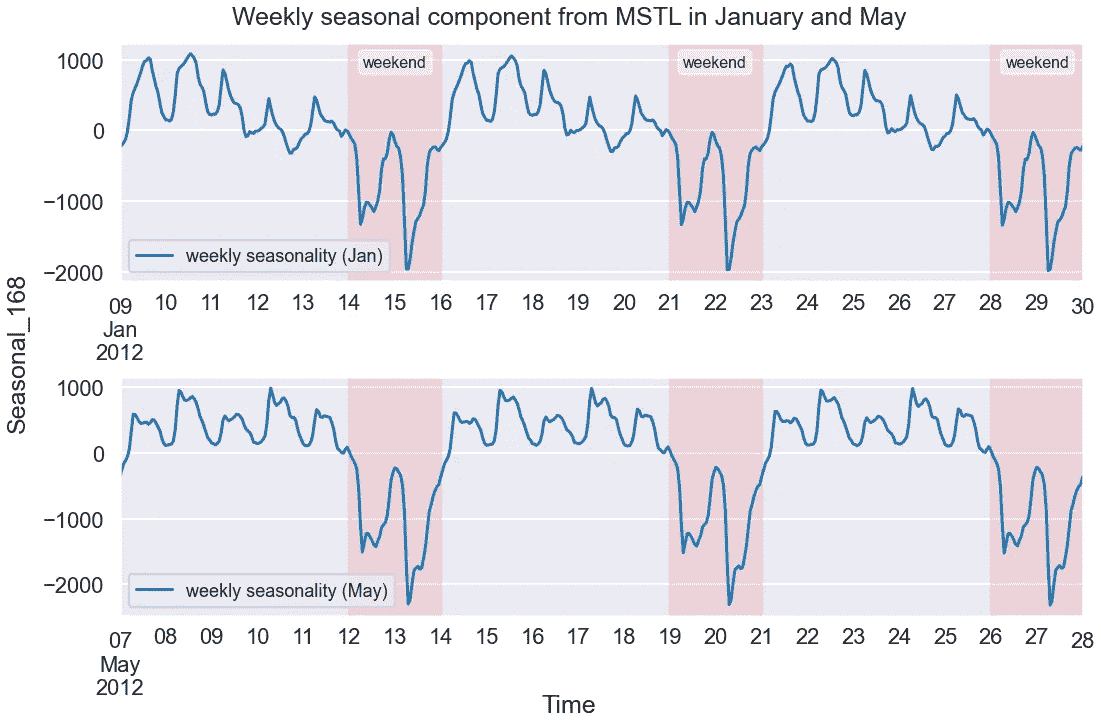 Weekly seasonal component from MSTL in January and May
1000
0
−1000
−2000
weekend weekend weekend
weekly seasonality (Jan)
09 10 11 12 13 14 15 16 17 18 19 20 21 22 23 24 25 26 27 28 29 30
Jan
2012
Seasonal_168
1000
0
−1000
−2000
weekly seasonality (May)
07 08 09 10 11 12 13 14 15 16 17 18 19 20 21 22 23 24 25 26 27 28
May
2012
Time